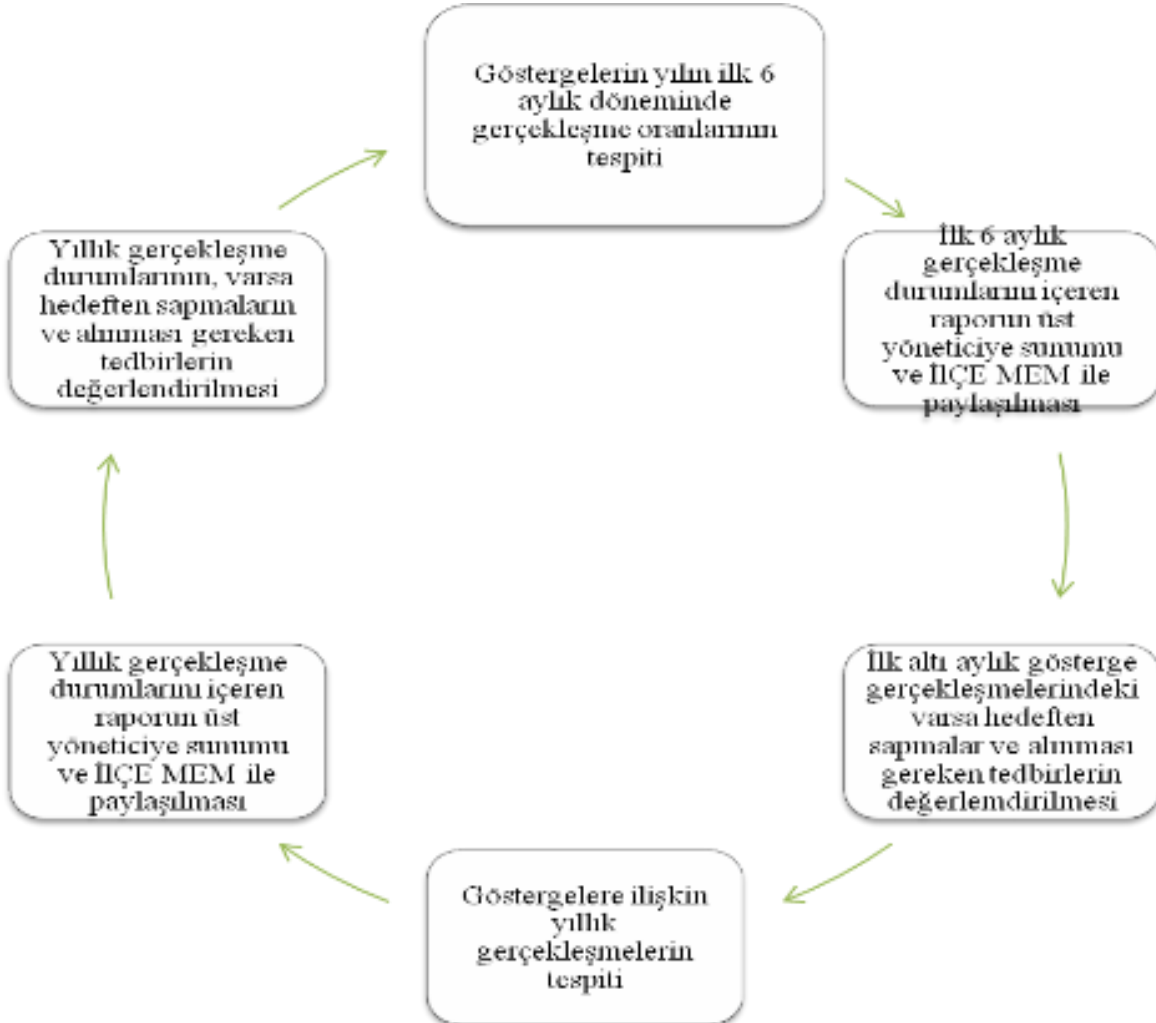 Göstergelerin yılın ilk 6
aylık döneminde
gerçekleşme oranlarının
tespiti
İlk 6 aylık
gerçekleşme
durumlarını içeren
raporun üst
yöneticiye sunumu
ve İlÇE MEM ile
paylaşılması
İlk altı aylık gösterge
gerçekleşmelerindeki
varsa hedeften
sapmalar ve alınması
gereken tedbirlerin
değerlemdirilmesi
Göstergelere ilişkin
yıllık
gerçekleşmelerin
tespiti
Yıllık gerçekleşme
durumlarını içeren
raporun üst
yöneticiye sunumu
ve İlÇE MEM ile
paylaşılması
Yıllık gerçekleşme
durumlarının, varsa
hedeften sapmaların
ve alınması gereken
tedbirlerin
değerlendirilmesi